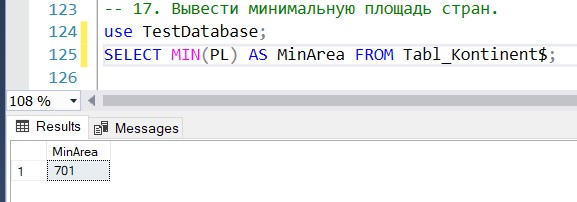 123
-- 17. Вывести минимальную площадь стран.
124
use TestDatabase;
125
SELECT MIN(PL) AS MinArea FROM Tabl_Kontinent$;
126
108 %
Results
Messages
MinArea
1
701